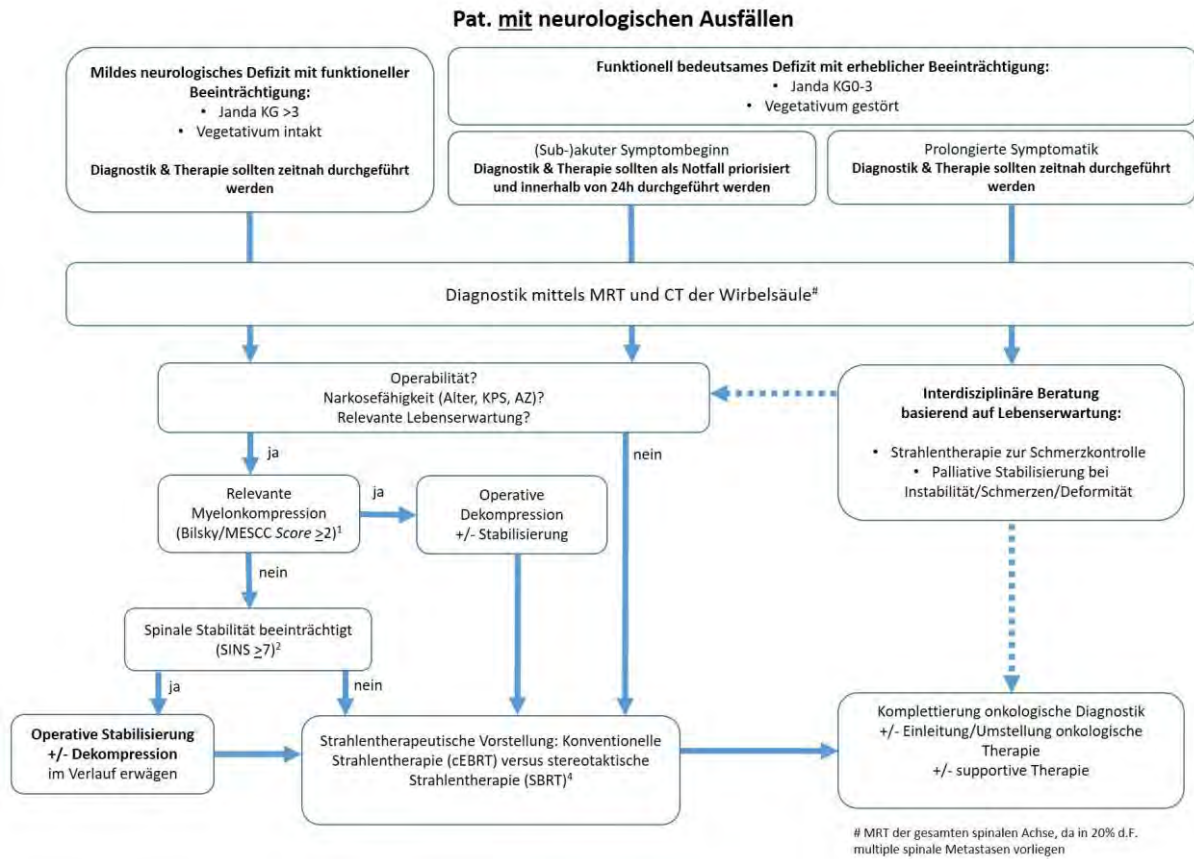 Pat. mit neurologischen Ausfällen
Mildes neurologisches Defizit mit funktioneller
Beeinträchtigung:
• Janda KG >3
• Vegetativum intakt
Diagnostik & Therapie sollten zeitnah durchgeführt
werden
Funktionell bedeutsames Defizit mit erheblicher Beeinträchtigung:
• Janda KG0-3
• Vegetativum gestört
(Sub-)akuter Symptombeginn
Diagnostik & Therapie sollten als Notfall priorisiert
und innerhalb von 24h durchgeführt werden
Prolongierte Symptomatik
Diagnostik & Therapie sollten zeitnah durchgeführt
werden
Diagnostik mittels MRT und CT der Wirbelsäule#
Operabilität?
Narkosefähigkeit (Alter, KPS, AZ)?
Relevante Lebenserwartung?
Interdisziplinäre Beratung
basierend auf Lebenserwartung:
• Strahlentherapie zur Schmerzkontrolle
• Palliative Stabilisierung bei
Instabilität/Schmerzen/Deformität
ja
nein
Relevante
Myelonkompression
(Bilsky/MESCC Score ≥2)1
ja
Operative
Dekompression
+/- Stabilisierung
nein
Spinale Stabilität beeinträchtigt
(SINS ≥7)2
ja
nein
Operative Stabilisierung
+/- Dekompression
im Verlauf erwägen
Strahlentherapeutische Vorstellung: Konventionelle
Strahlentherapie (cEBRT) versus stereotaktische
Strahlentherapie (SBRT)4
Komplettierung onkologische Diagnostik
+/- Einleitung/Umstellung onkologische
Therapie
+/- supportive Therapie
# MRT der gesamten spinalen Achse, da in 20% d.F.
multiple spinale Metastasen vorliegen